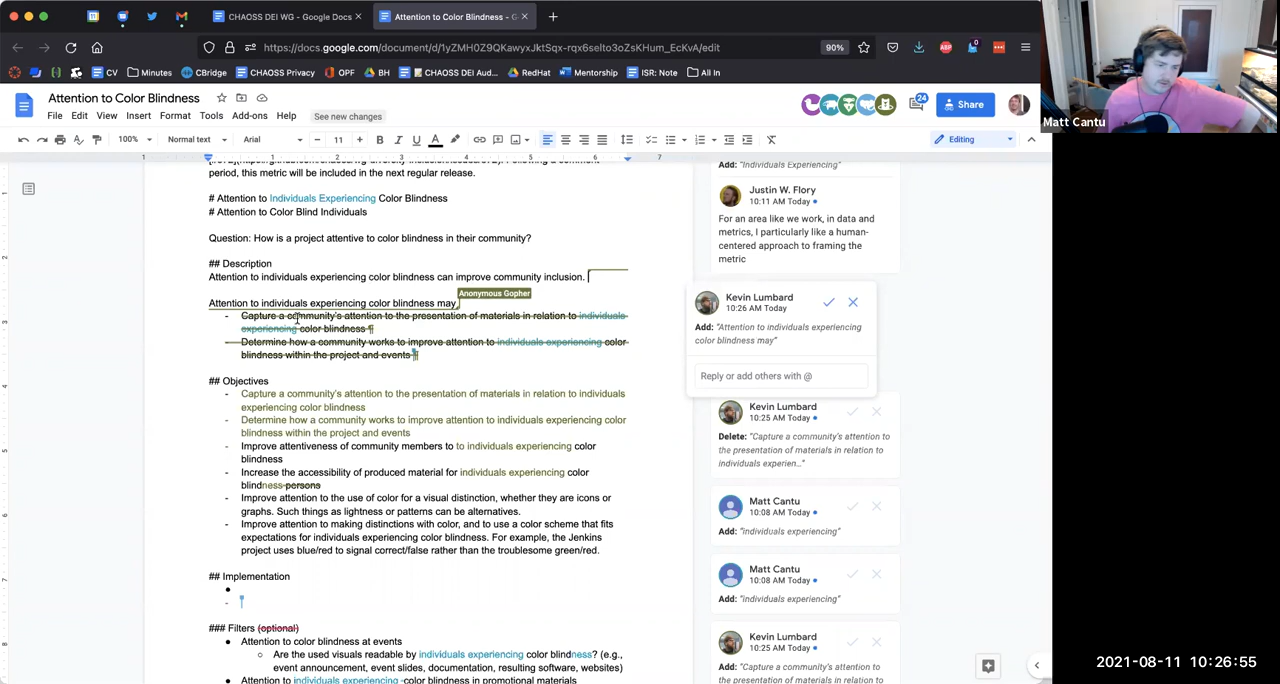 CHAOSS DEI WG - Google Docs
Attention to Color Blindness - G
https://docs.google.com/document/d/1yZMH0Z9QKawyxJktSqx-rqx6selto3oZsKHum_EcKvA/edit
90%
CV
Minutes
CBridge
CHAOSS Privacy
OPF
BH
CHAOSS DEI Aud...
RedHat
Mentorship
ISR: Note
All In
Attention to Color Blindness
File Edit View Insert Format Tools Add-ons Help
See new changes
24
Share
Matt Cantu
100% Normal text Arial 11 Editing
period, this metric will be included in the next regular release.
# Attention to Individuals Experiencing Color Blindness
# Attention to Color Blind Individuals
Question: How is a project attentive to color blindness in their community?
## Description
Attention to individuals experiencing color blindness can improve community inclusion.
Anonymous Gopher
Attention to individuals experiencing color blindness may
- Capture a community's attention to the presentation of materials in relation to individuals
experiencing color blindness ¶
- Determine how a community works to improve attention to individuals experiencing color
blindness within the project and events ¶
## Objectives
- Capture a community's attention to the presentation of materials in relation to individuals
experiencing color blindness
- Determine how a community works to improve attention to individuals experiencing color
blindness within the project and events
- Improve attentiveness of community members to to individuals experiencing color
blindness
- Increase the accessibility of produced material for individuals experiencing color
blindness persons
- Improve attention to the use of color for a visual distinction, whether they are icons or
graphs. Such things as lightness or patterns can be alternatives.
- Improve attention to making distinctions with color, and to use a color scheme that fits
expectations for individuals experiencing color blindness. For example, the Jenkins
project uses blue/red to signal correct/false rather than the troublesome green/red.
## Implementation
### Filters (optional)
● Attention to color blindness at events
○ Are the used visuals readable by individuals experiencing color blindness? (e.g.,
event announcement, event slides, documentation, resulting software, websites)
● Attention to individuals experiencing color blindness in promotional materials
Add: "Individuals Experiencing"
Justin W. Flory
10:11 AM Today
For an area like we work, in data and
metrics, I particularly like a human-
centered approach to framing the
metric
Kevin Lumbard
10:26 AM Today
Add: "Attention to individuals experiencing
color blindness may"
Reply or add others with @
Kevin Lumbard
10:25 AM Today
Delete: "Capture a community's attention to
the presentation of materials in relation to
individuals experien..."
Matt Cantu
10:08 AM Today
Add: "individuals experiencing"
Matt Cantu
10:08 AM Today
Add: "individuals experiencing"
Kevin Lumbard
10:25 AM Today
Add: "Capture a community's attention to
the presentation of materials in relation to
2021-08-11 10:26:55